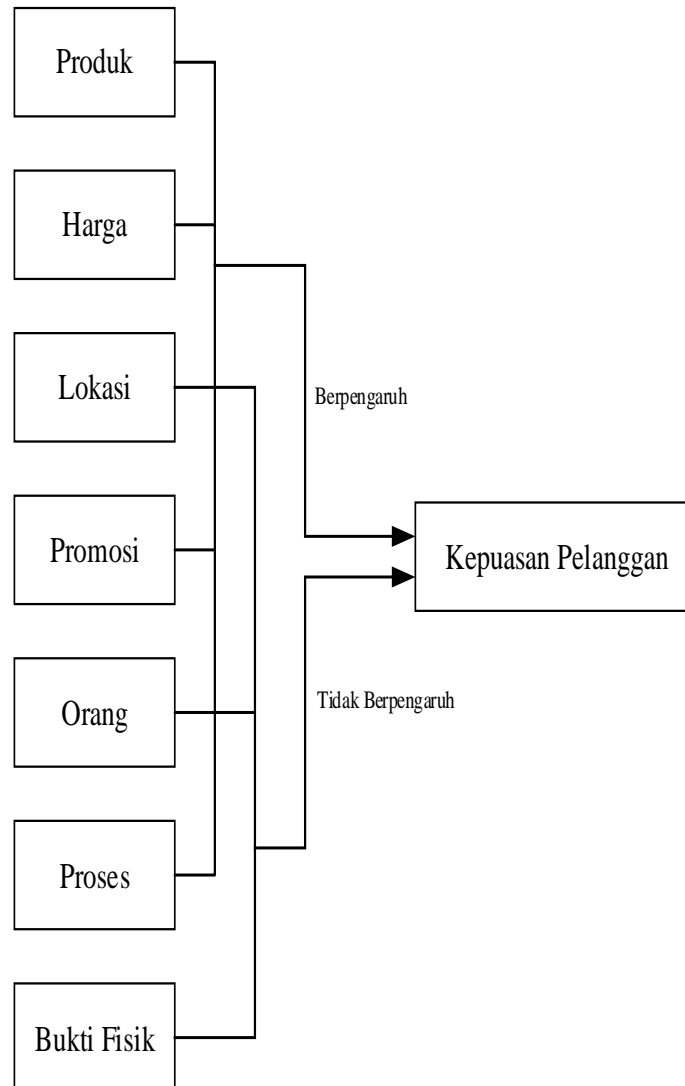 Produk
Harga
Lokasi
Berpengaruh
Promosi
Kepuasan Pelanggan
Orang
Tidak Berpengaruh
Proses
Bukti Fisik